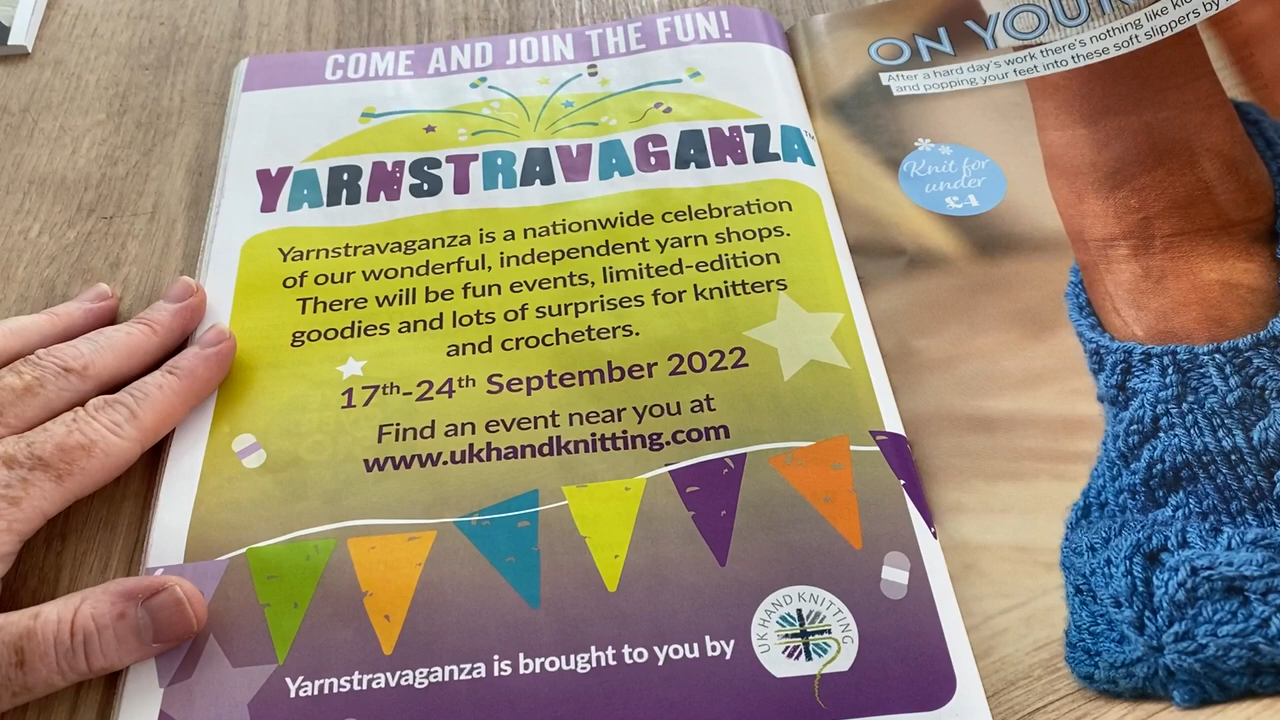 COME AND JOIN THE FUN!
YARNSTRAVAGANZA™
Yarnstravaganza is a nationwide celebration
of our wonderful, independent yarn shops.
There will be fun events, limited-edition
goodies and lots of surprises for knitters
and crocheters.
17th-24th September 2022
Find an event near you at
www.ukhandknitting.com
Yarnstravaganza is brought to you by
UK HAND KNITTING
ON YOUR
After a hard day's work there's nothing like
and popping your feet into these soft slippers by
Knit for
under
£4